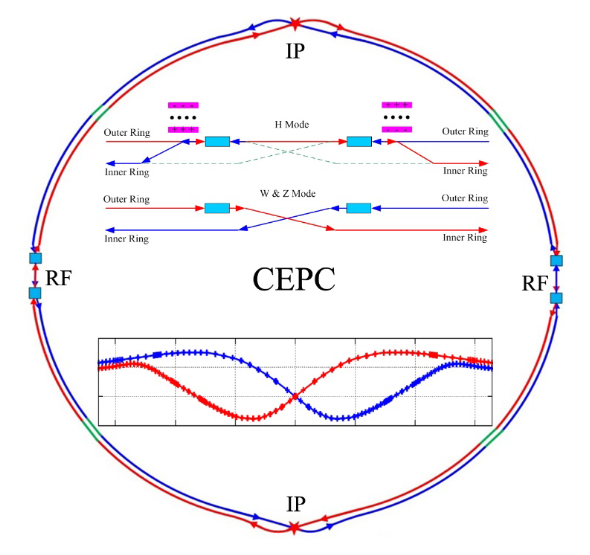 IP
H Mode
Outer Ring
Outer Ring
Inner Ring
Inner Ring
W & Z Mode
Outer Ring
Outer Ring
Inner Ring
Inner Ring
RF
CEPC
RF
IP